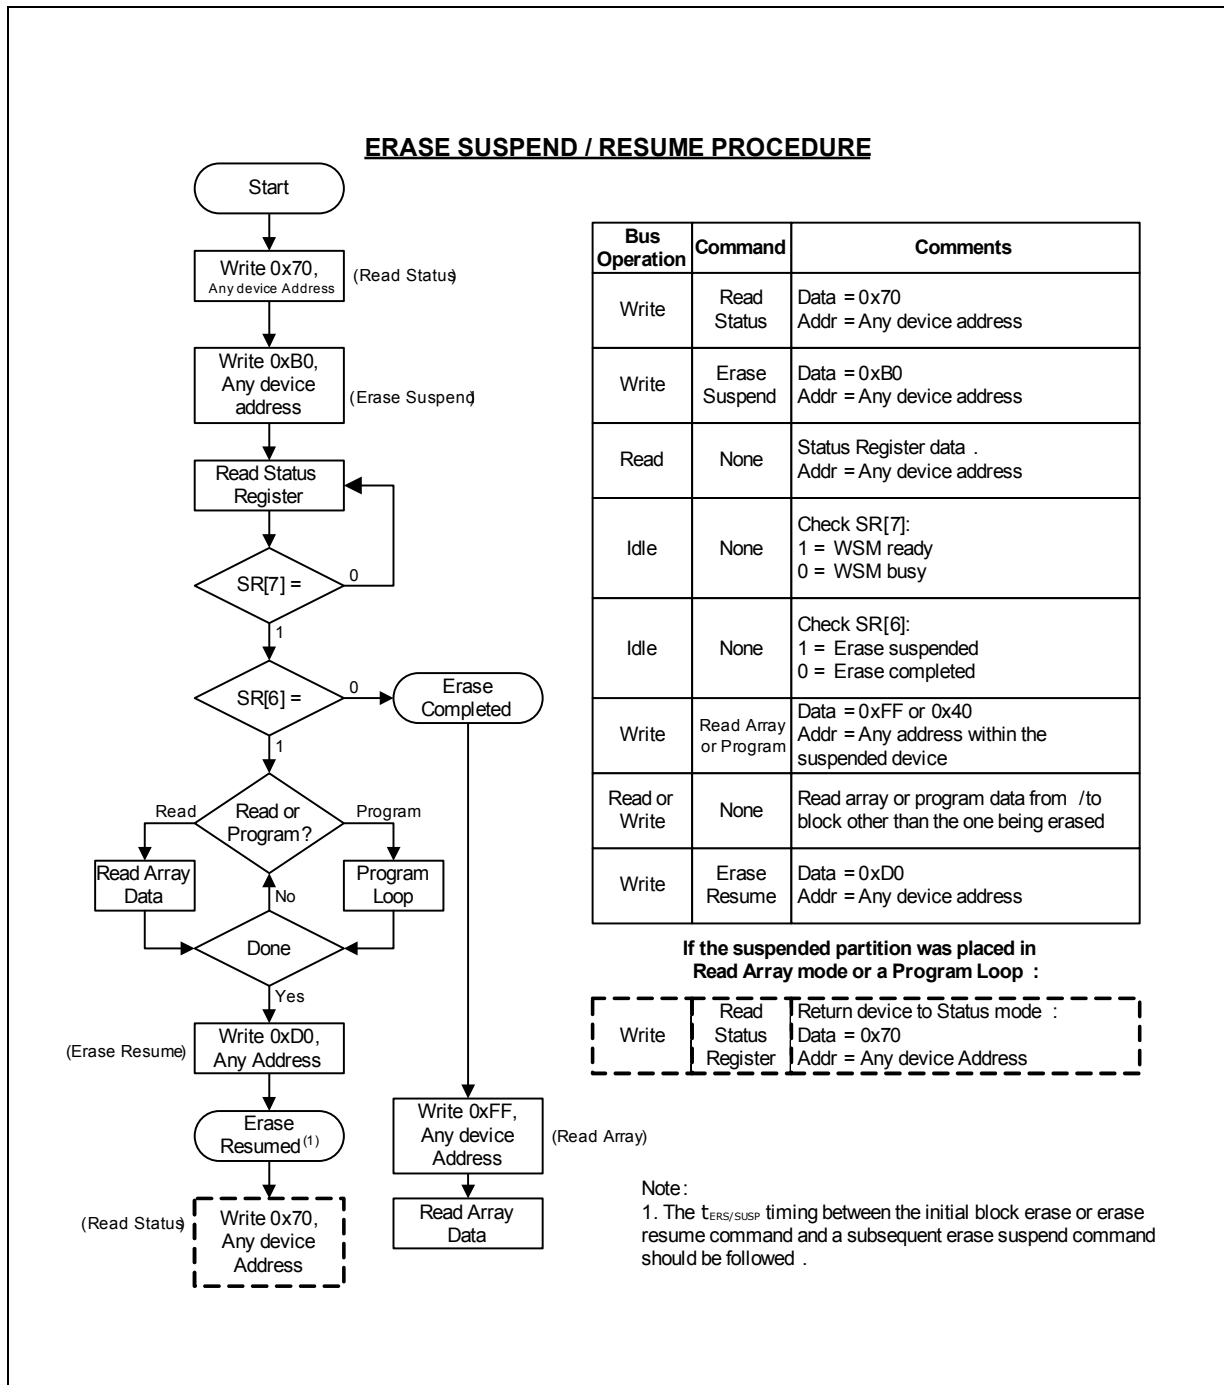 ERASE SUSPEND / RESUME PROCEDURE
Start
Write 0x70,
Any device Address
(Read Status)
Write 0xB0,
Any device
address
(Erase Suspend)
Read Status
Register
SR[7] =
0
1
SR[6] =
0
1
Erase
Completed
Read or
Program?
Read
Program
Read Array
Data
Program
Loop
No
Done
Yes
Write 0xD0,
Any Address
(Erase Resume)
Erase
Resumed(1)
(Read Status)
Write 0x70,
Any device
Address
Write 0xFF,
Any device
Address
(Read Array)
Read Array
Data
Bus
Operation
Command
Comments
Write
Read
Status
Data = 0x70
Addr = Any device address
Write
Erase
Suspend
Data = 0xB0
Addr = Any device address
Read
None
Status Register data .
Addr = Any device address
Idle
None
Check SR[7]:
1 = WSM ready
0 = WSM busy
Idle
None
Check SR[6]:
1 = Erase suspended
0 = Erase completed
Write
Read Array
or Program
Data = 0xFF or 0x40
Addr = Any address within the
suspended device
Read or
Write
None
Read array or program data from /to
block other than the one being erased
Write
Erase
Resume
Data = 0xD0
Addr = Any device address
If the suspended partition was placed in
Read Array mode or a Program Loop :
Write
Read
Status
Register
Return device to Status mode :
Data = 0x70
Addr = Any device Address
Note :
1. The tERS/SUSP timing between the initial block erase or erase
resume command and a subsequent erase suspend command
should be followed .